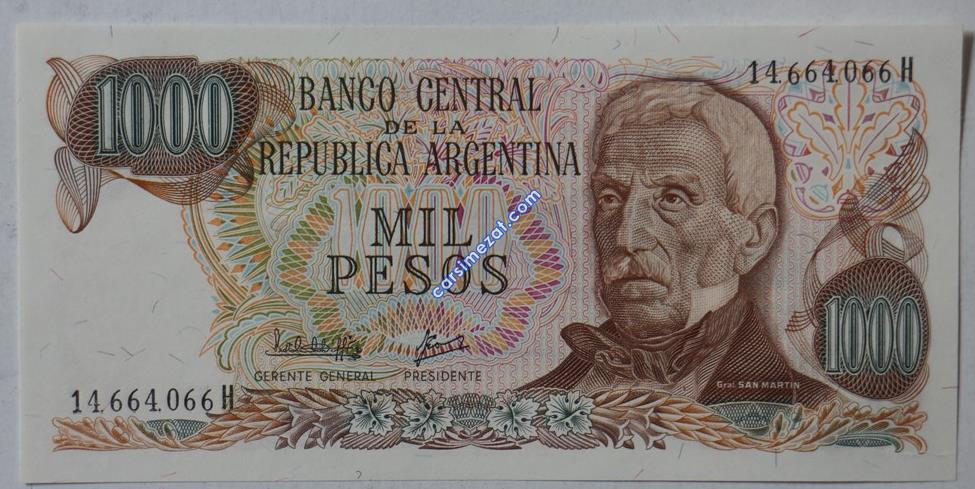 1000
BANCO CENTRAL
DE LA
REPUBLICA ARGENTINA
14.664.066 H
1000
MIL
PESOS
carsimezat.com
GERENTE GENERAL PRESIDENTE
Gral. SAN MARTIN
1000
14.664.066 H